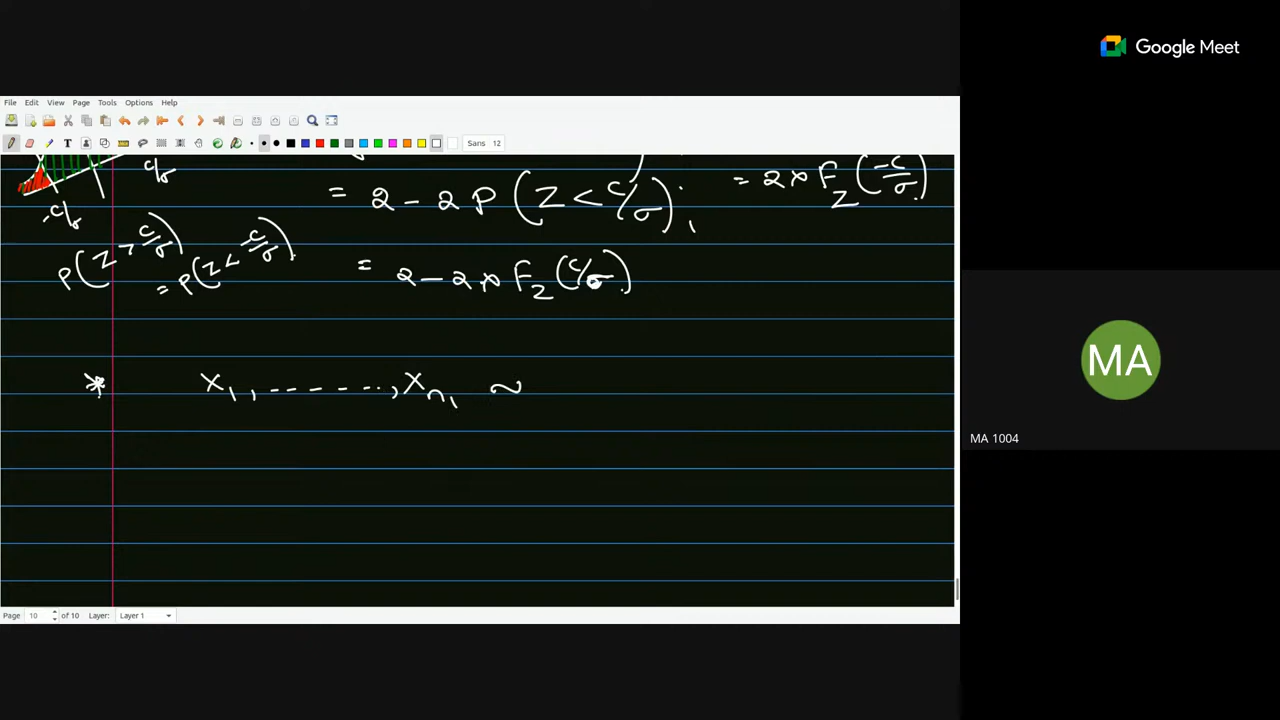 Google Meet
File Edit View Page Tools Options Help
Sans 12
c/σ
-c/σ
= 2 - 2 P (Z < c/σ);
= 2 × F_Z (-c/σ).
P(Z > c/σ)
= P(Z < -c/σ).
= 2 - 2 × F_Z (c/σ).
* X_1, ......, X_n, ~
MA
MA 1004
Page 10 of 10 Layer: Layer 1